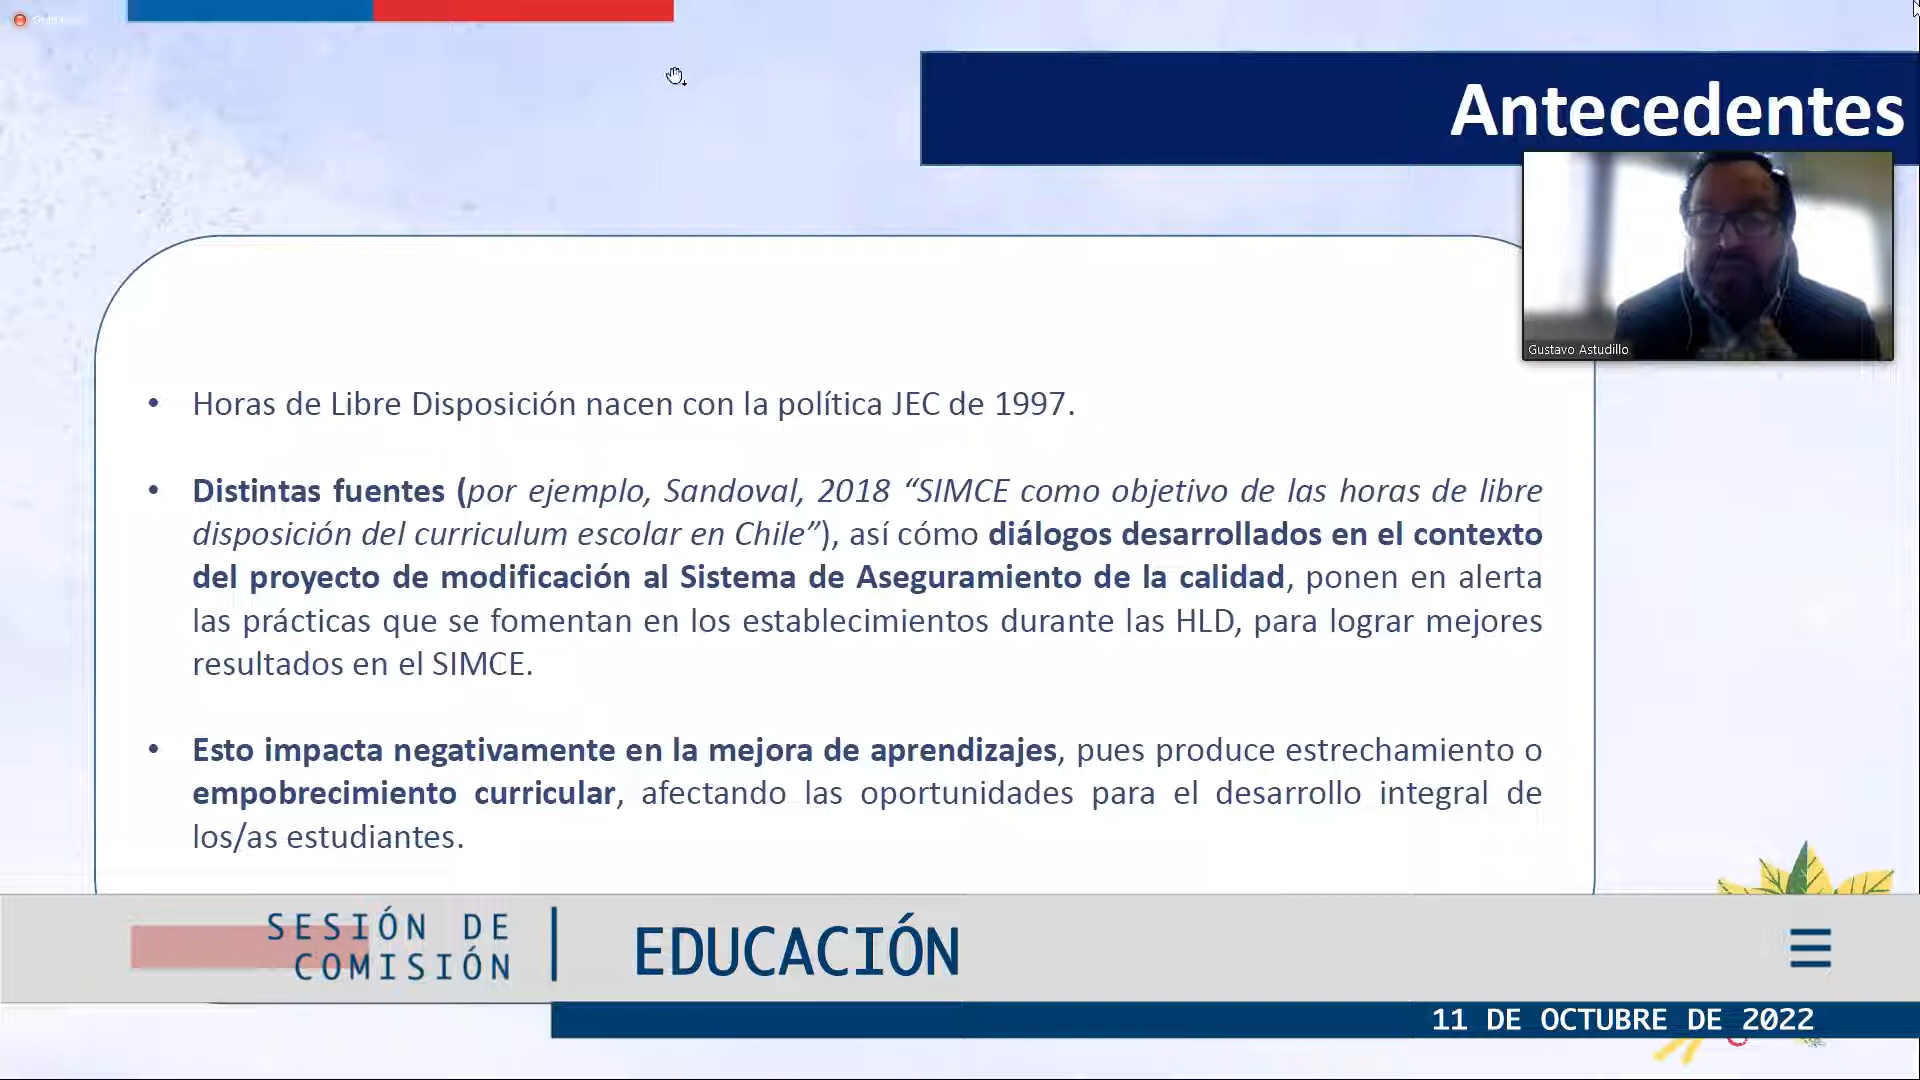 Antecedentes
Gustavo Astudillo
• Horas de Libre Disposición nacen con la política JEC de 1997.
• Distintas fuentes (por ejemplo, Sandoval, 2018 “SIMCE como objetivo de las horas de libre
disposición del curriculum escolar en Chile”), así cómo diálogos desarrollados en el contexto
del proyecto de modificación al Sistema de Aseguramiento de la calidad, ponen en alerta
las prácticas que se fomentan en los establecimientos durante las HLD, para lograr mejores
resultados en el SIMCE.
• Esto impacta negativamente en la mejora de aprendizajes, pues produce estrechamiento o
empobrecimiento curricular, afectando las oportunidades para el desarrollo integral de
los/as estudiantes.
SESIÓN DE
COMISIÓN
EDUCACIÓN
11 DE OCTUBRE DE 2022